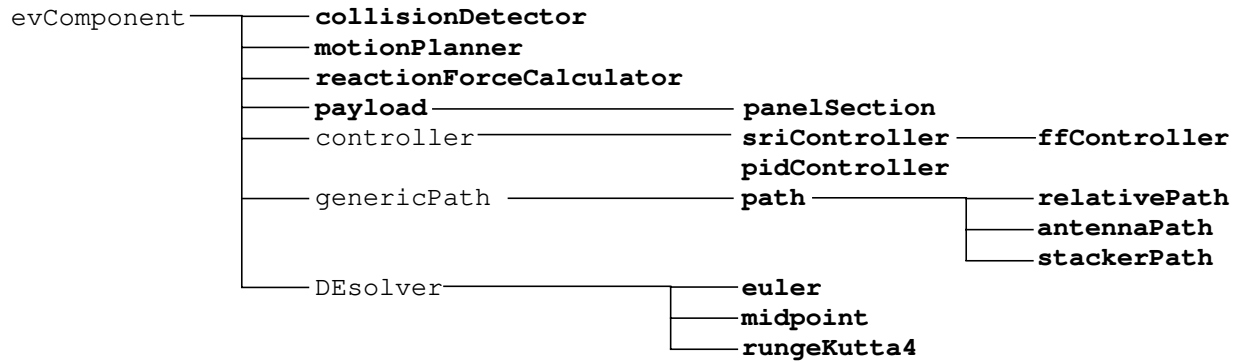 evComponent collisionDetector
motionPlanner
reactionForceCalculator
payload panelSection
controller sriController ffController
pidController
genericPath path relativePath
antennaPath
stackerPath
DEsolver euler
midpoint
rungeKutta4